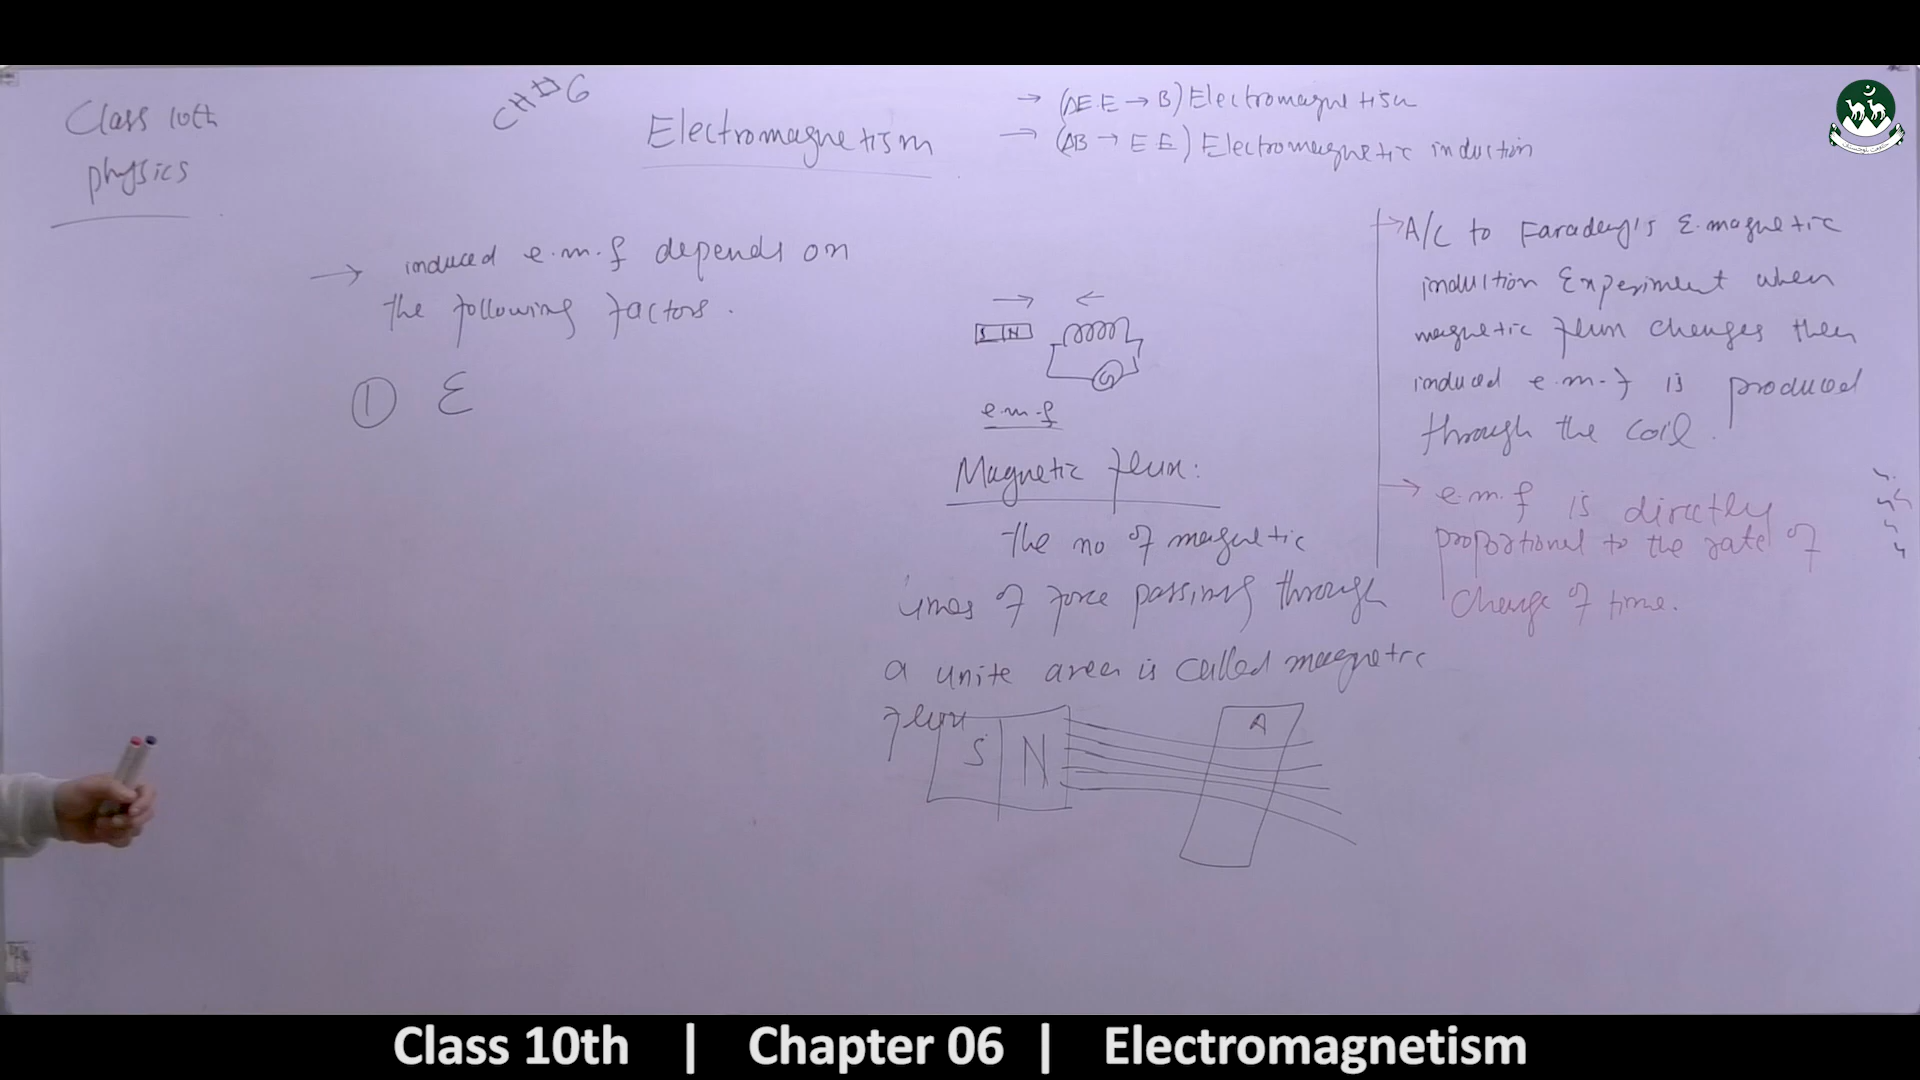 Class 10th
physics
CH#06
Electromagnetism
→ (ΔE.E → B) Electromagnetism
→ (ΔB → E E) Electromagnetic induction
→ induced e.m.f depends on
the following factors.
① ε
→ ←
S N
G
e.m.f
Magnetic flux:
the no of magnetic
lines of force passing through
a unite area is called magnetic
flux
S N
A
→ A/C to Faraday's E.magnetic
induction Experiment when
magnetic flux changes then
induced e.m.f is produced
through the coil.
→ e.m.f is directly
proportional to the rate of
change of time.
Class 10th | Chapter 06 | Electromagnetism